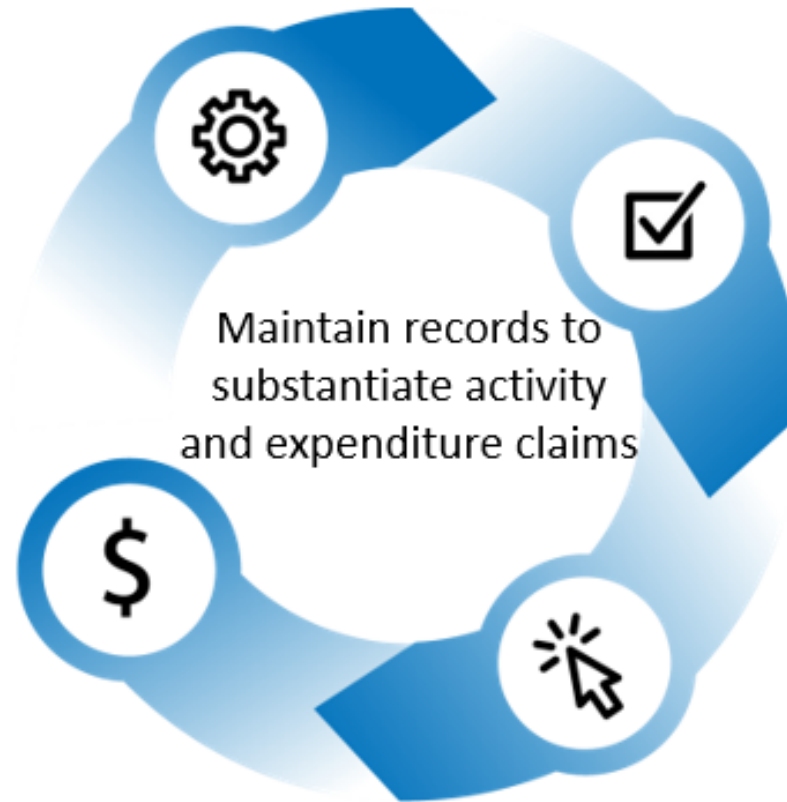 Maintain records to
substantiate activity
and expenditure claims
$